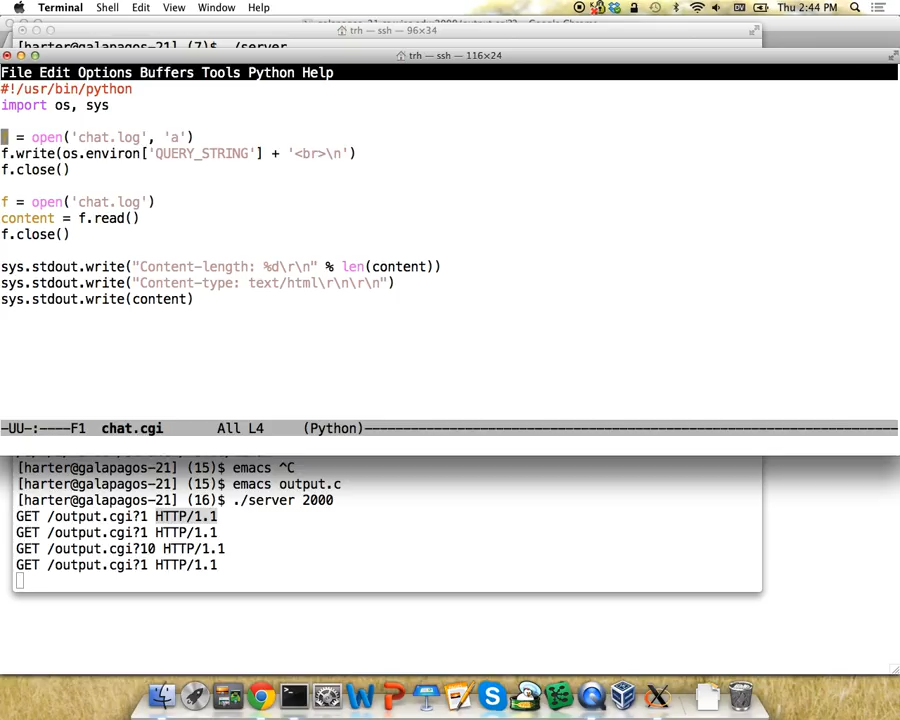 Terminal Shell Edit View Window Help Thu 2:44 PM
trh — ssh — 96×34
[harter@galapagos-21] (7)$ ./server
trh — ssh — 116×24
File Edit Options Buffers Tools Python Help
#!/usr/bin/python
import os, sys
= open('chat.log', 'a')
f.write(os.environ['QUERY_STRING'] + '<br>\n')
f.close()
f = open('chat.log')
content = f.read()
f.close()
sys.stdout.write("Content-length: %d\r\n" % len(content))
sys.stdout.write("Content-type: text/html\r\n\r\n")
sys.stdout.write(content)
-UU-:----F1 chat.cgi All L4 (Python)--------------------------------------------------------------------
[harter@galapagos-21] (15)$ emacs ^C
[harter@galapagos-21] (15)$ emacs output.c
[harter@galapagos-21] (16)$ ./server 2000
GET /output.cgi?1 HTTP/1.1
GET /output.cgi?1 HTTP/1.1
GET /output.cgi?10 HTTP/1.1
GET /output.cgi?1 HTTP/1.1